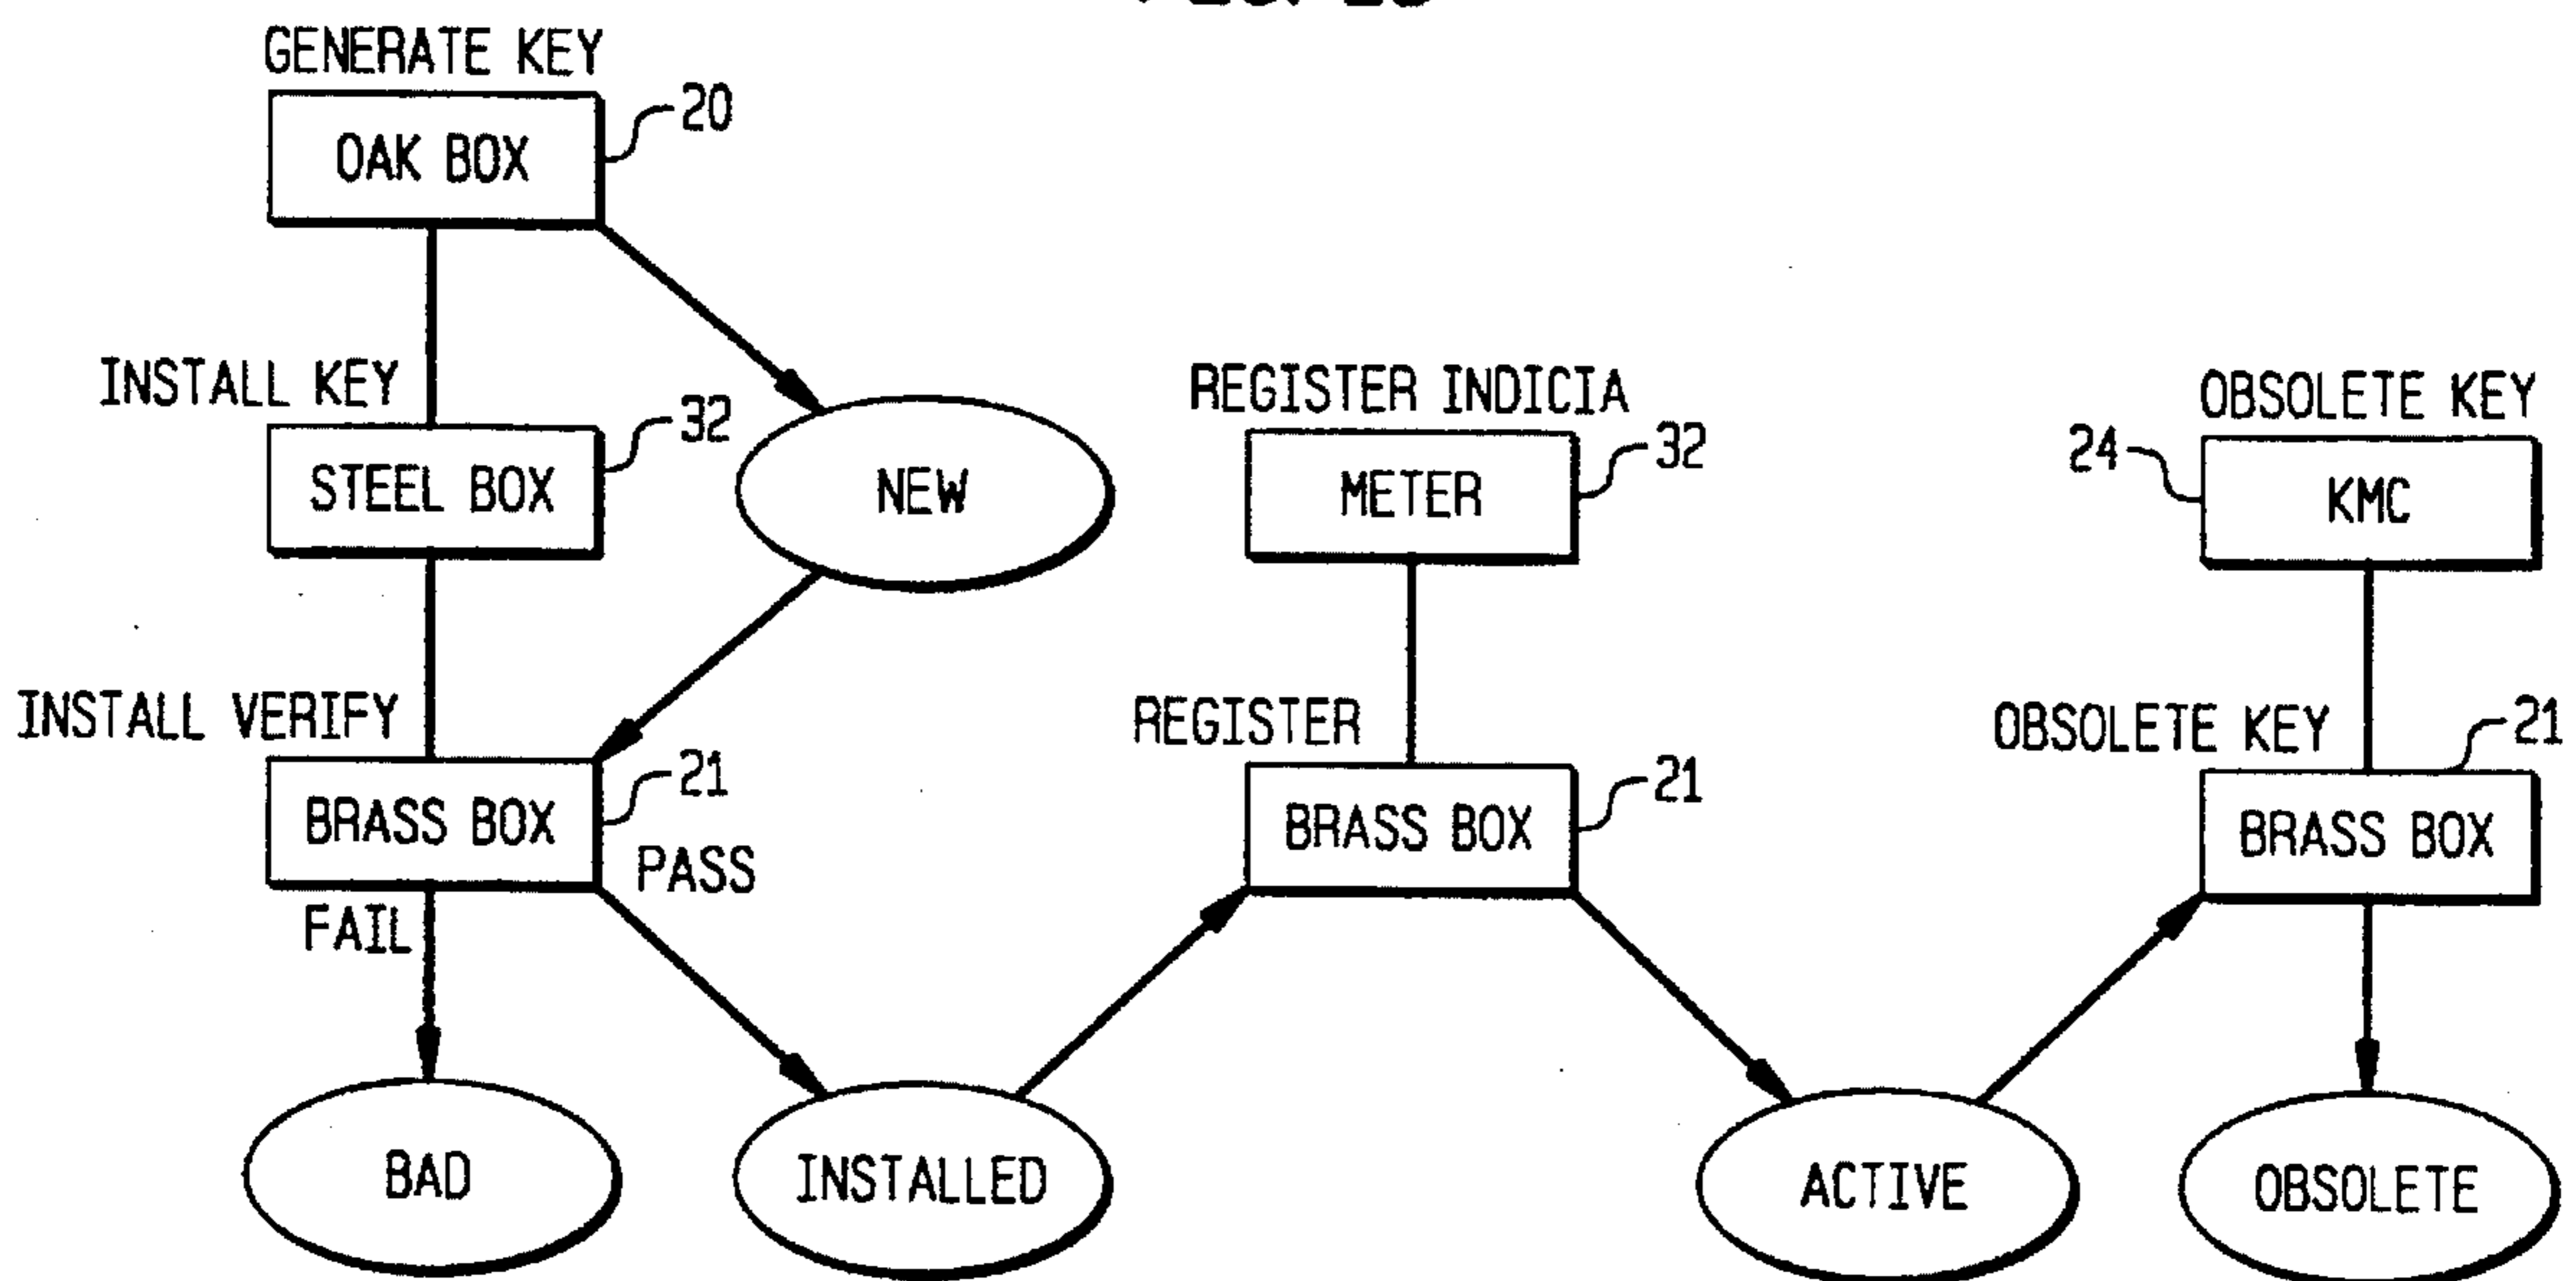 GENERATE KEY
OAK BOX
20
INSTALL KEY
STEEL BOX
32
NEW
INSTALL VERIFY
BRASS BOX
21
PASS
FAIL
BAD
INSTALLED
REGISTER INDICIA
METER
32
REGISTER
BRASS BOX
21
ACTIVE
OBSOLETE KEY
24
KMC
OBSOLETE KEY
21
BRASS BOX
OBSOLETE